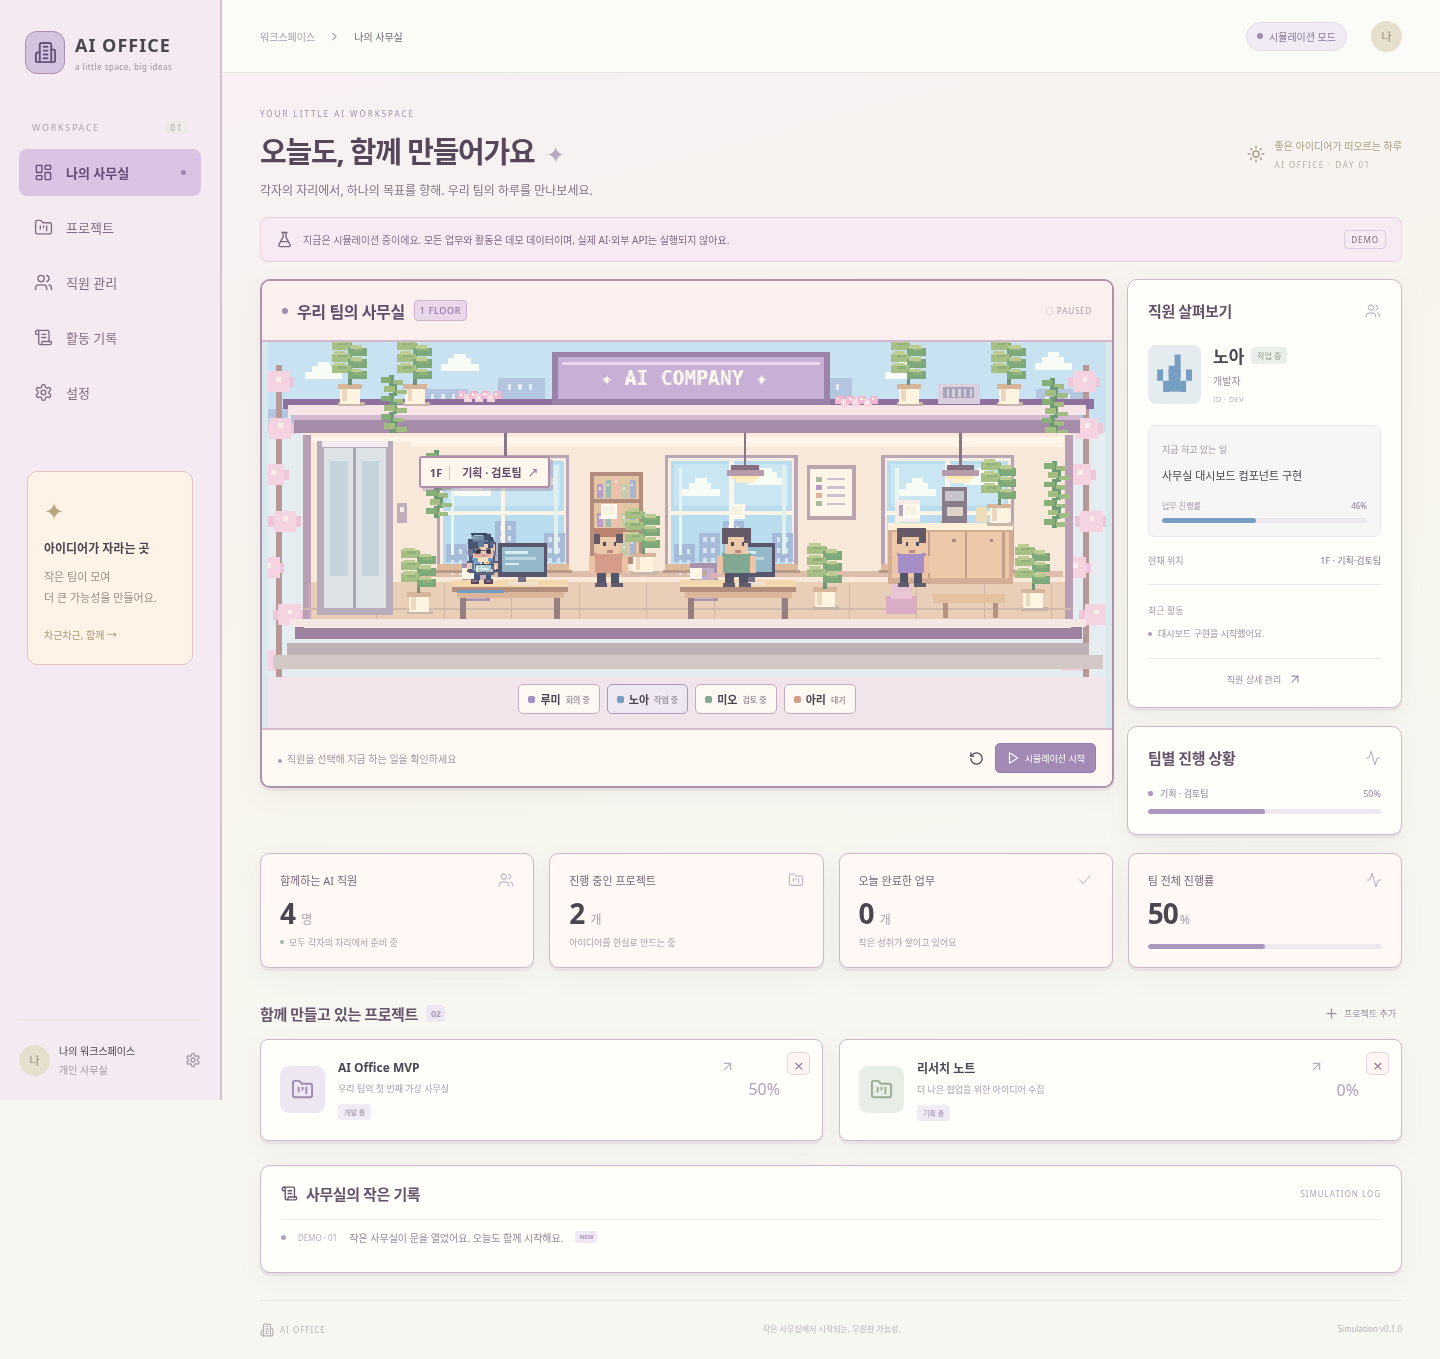 AI OFFICE
a little space, big ideas
WORKSPACE 01
나의 사무실
프로젝트
직원 관리
활동 기록
설정
아이디어가 자라는 곳
작은 팀이 모여
더 큰 가능성을 만들어요.
차근차근, 함께 →
나
나의 워크스페이스
개인 사무실
워크스페이스 > 나의 사무실
시뮬레이션 모드
나
YOUR LITTLE AI WORKSPACE
오늘도, 함께 만들어가요
각자의 자리에서, 하나의 목표를 향해. 우리 팀의 하루를 만나보세요.
좋은 아이디어가 떠오르는 하루
AI OFFICE · DAY 01
지금은 시뮬레이션 중이에요. 모든 업무와 활동은 데모 데이터이며, 실제 AI·외부 API는 실행되지 않아요.
DEMO
우리 팀의 사무실 1 FLOOR
PAUSED
AI COMPANY
1F 기획 · 검토팀 ↗
루미 회의 중
노아 작업 중
미오 검토 중
아리 대기
직원을 선택해 지금 하는 일을 확인하세요
시뮬레이션 시작
직원 살펴보기
노아 작업 중
개발자
ID · DEV
지금 하고 있는 일
사무실 대시보드 컴포넌트 구현
업무 진행률 46%
현재 위치 1F · 기획·검토팀
최근 활동
대시보드 구현을 시작했어요.
직원 상세 관리
팀별 진행 상황
기획 · 검토팀 50%
함께하는 AI 직원
4 명
모두 각자의 자리에서 준비 중
진행 중인 프로젝트
2 개
아이디어를 현실로 만드는 중
오늘 완료한 업무
0 개
작은 성취가 쌓이고 있어요
팀 전체 진행률
50 %
함께 만들고 있는 프로젝트 02
프로젝트 추가
AI Office MVP
우리 팀의 첫 번째 가상 사무실
개발 중
50%
리서치 노트
더 나은 협업을 위한 아이디어 수집
기획 중
0%
사무실의 작은 기록
SIMULATION LOG
DEMO · 01 작은 사무실이 문을 열었어요. 오늘도 함께 시작해요. NEW
AI OFFICE
작은 사무실에서 시작되는, 무한한 가능성.
Simulation v0.1.0